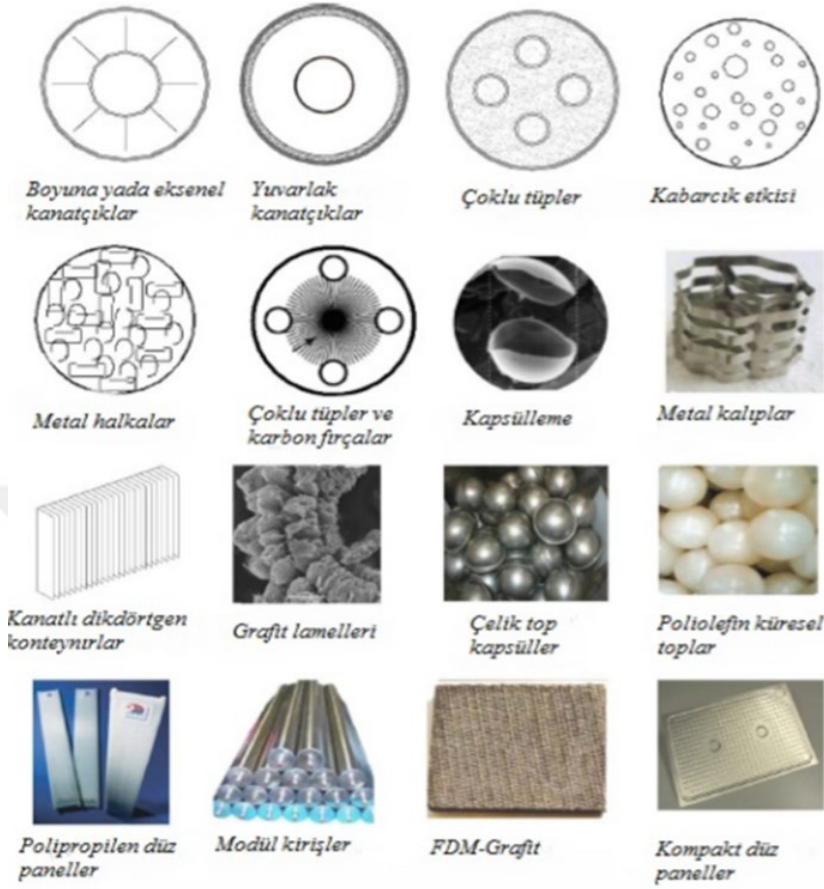 Boyuna yada eksenel
kanatçıklar
Yuvarlak
kanatçıklar
Çoklu tüpler
Kabarcık etkisi
Metal halkalar
Çoklu tüpler ve
karbon fırçalar
Kapsülleme
Metal kalıplar
Kanatlı dikdörtgen
konteynırlar
Grafit lamelleri
Çelik top
kapsüller
Poliolefin küresel
toplar
Polipropilen düz
paneller
Modül kirişler
FDM-Grafit
Kompakt düz
paneller